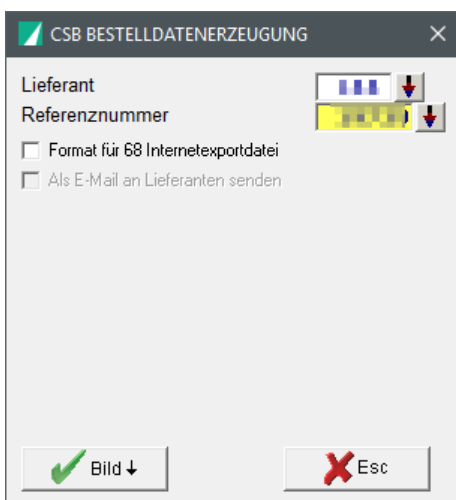 CSB BESTELLDATENERZEUGUNG
Lieferant
Referenznummer
Format für 68 Internetexportdatei
Als E-Mail an Lieferanten senden
Bild ↓ Esc